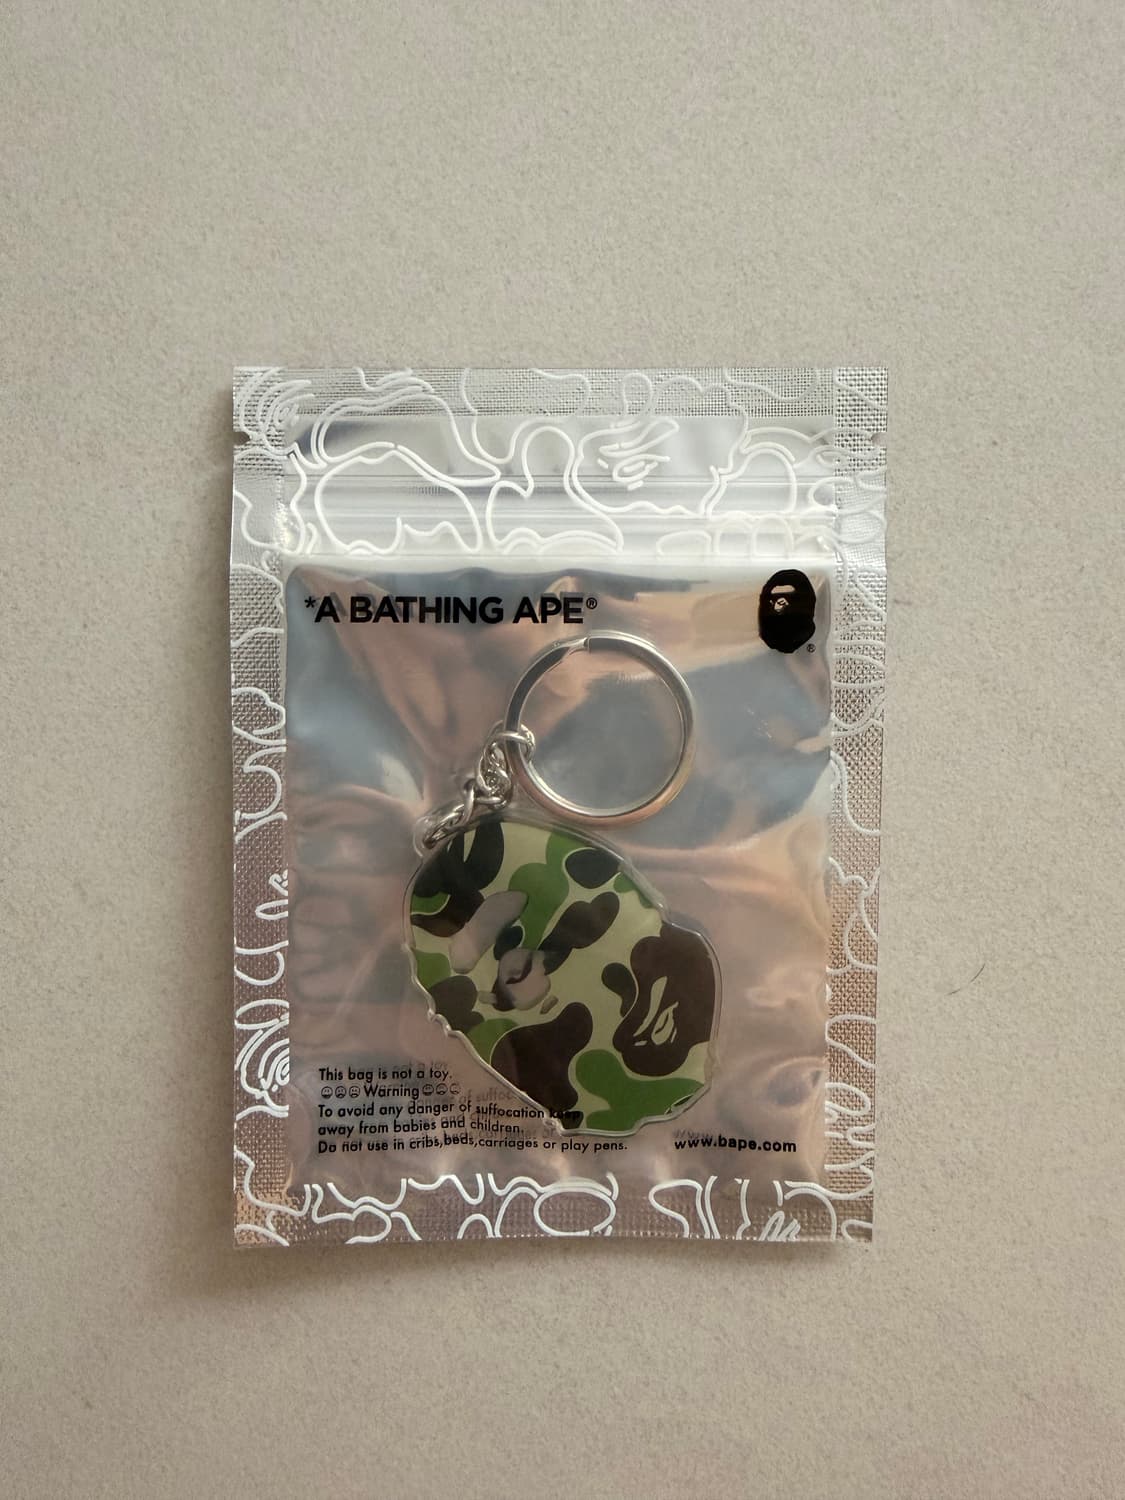 *A BATHING APE®
®
This bag is not a toy.
☹☹☹ Warning ☹☹☹
To avoid any danger of suffocation keep
away from babies and children.
Do not use in cribs,beds,carriages or play pens.
www.bape.com